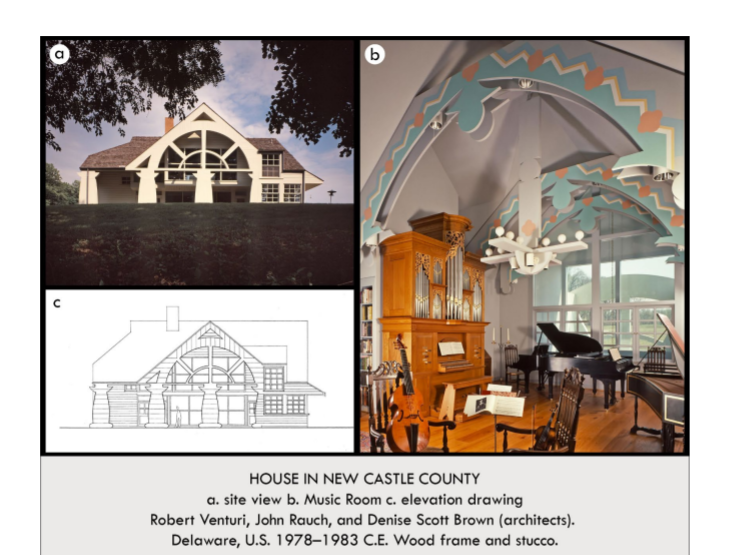 a
b
c
HOUSE IN NEW CASTLE COUNTY
a. site view b. Music Room c. elevation drawing
Robert Venturi, John Rauch, and Denise Scott Brown (architects).
Delaware, U.S. 1978–1983 C.E. Wood frame and stucco.